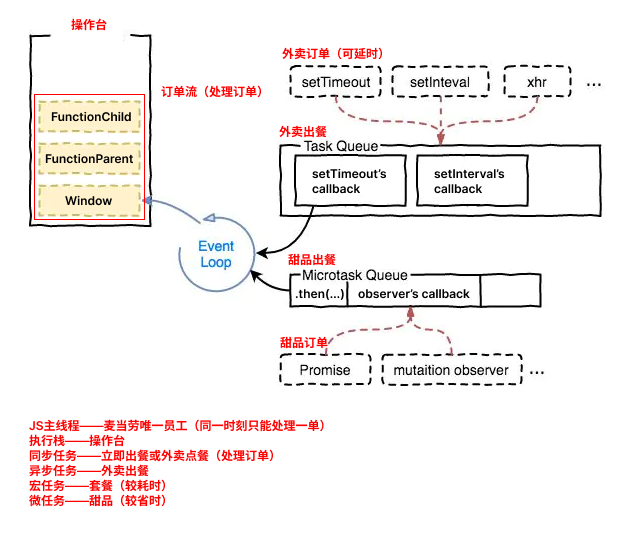 操作台
外卖订单（可延时）
setTimeout
setInteval
xhr
...
订单流（处理订单）
FunctionChild
FunctionParent
Window
外卖出餐
Task Queue
setTimeout's
callback
setInterval's
callback
Event
Loop
甜品出餐
Microtask Queue
.then(...)
observer's callback
甜品订单
Promise
mutaition observer
...
JS主线程——麦当劳唯一员工（同一时刻只能处理一单）
执行栈——操作台
同步任务——立即出餐或外卖点餐（处理订单）
异步任务——外卖出餐
宏任务——套餐（较耗时）
微任务——甜品（较省时）